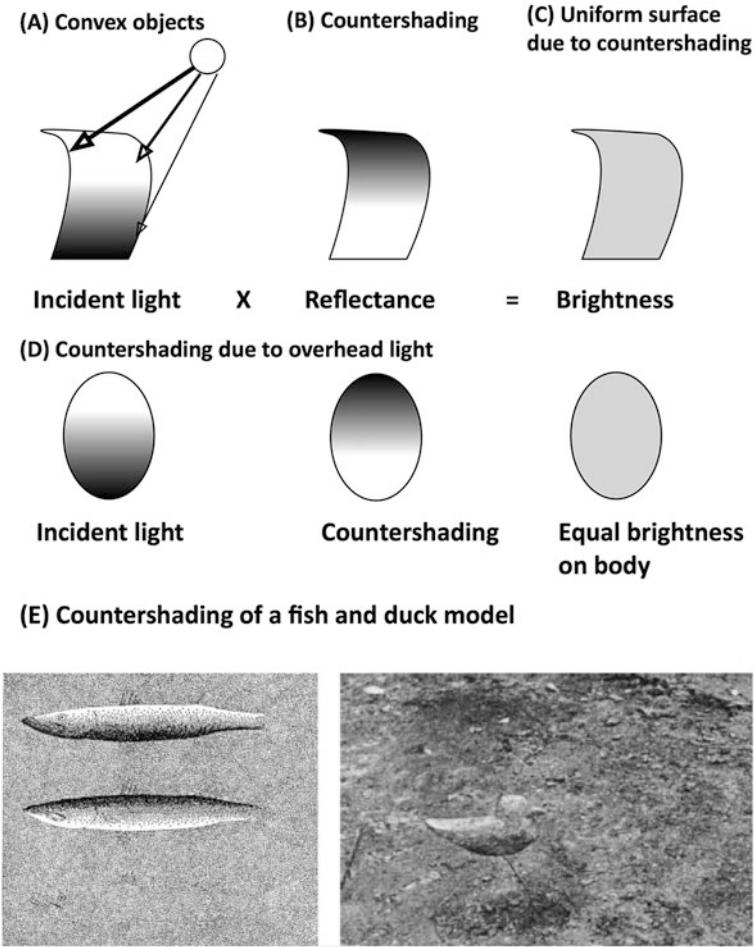 (A) Convex objects
(B) Countershading
(C) Uniform surface
due to countershading
Incident light X Reflectance = Brightness
(D) Countershading due to overhead light
Incident light
Countershading
Equal brightness
on body
(E) Countershading of a fish and duck model